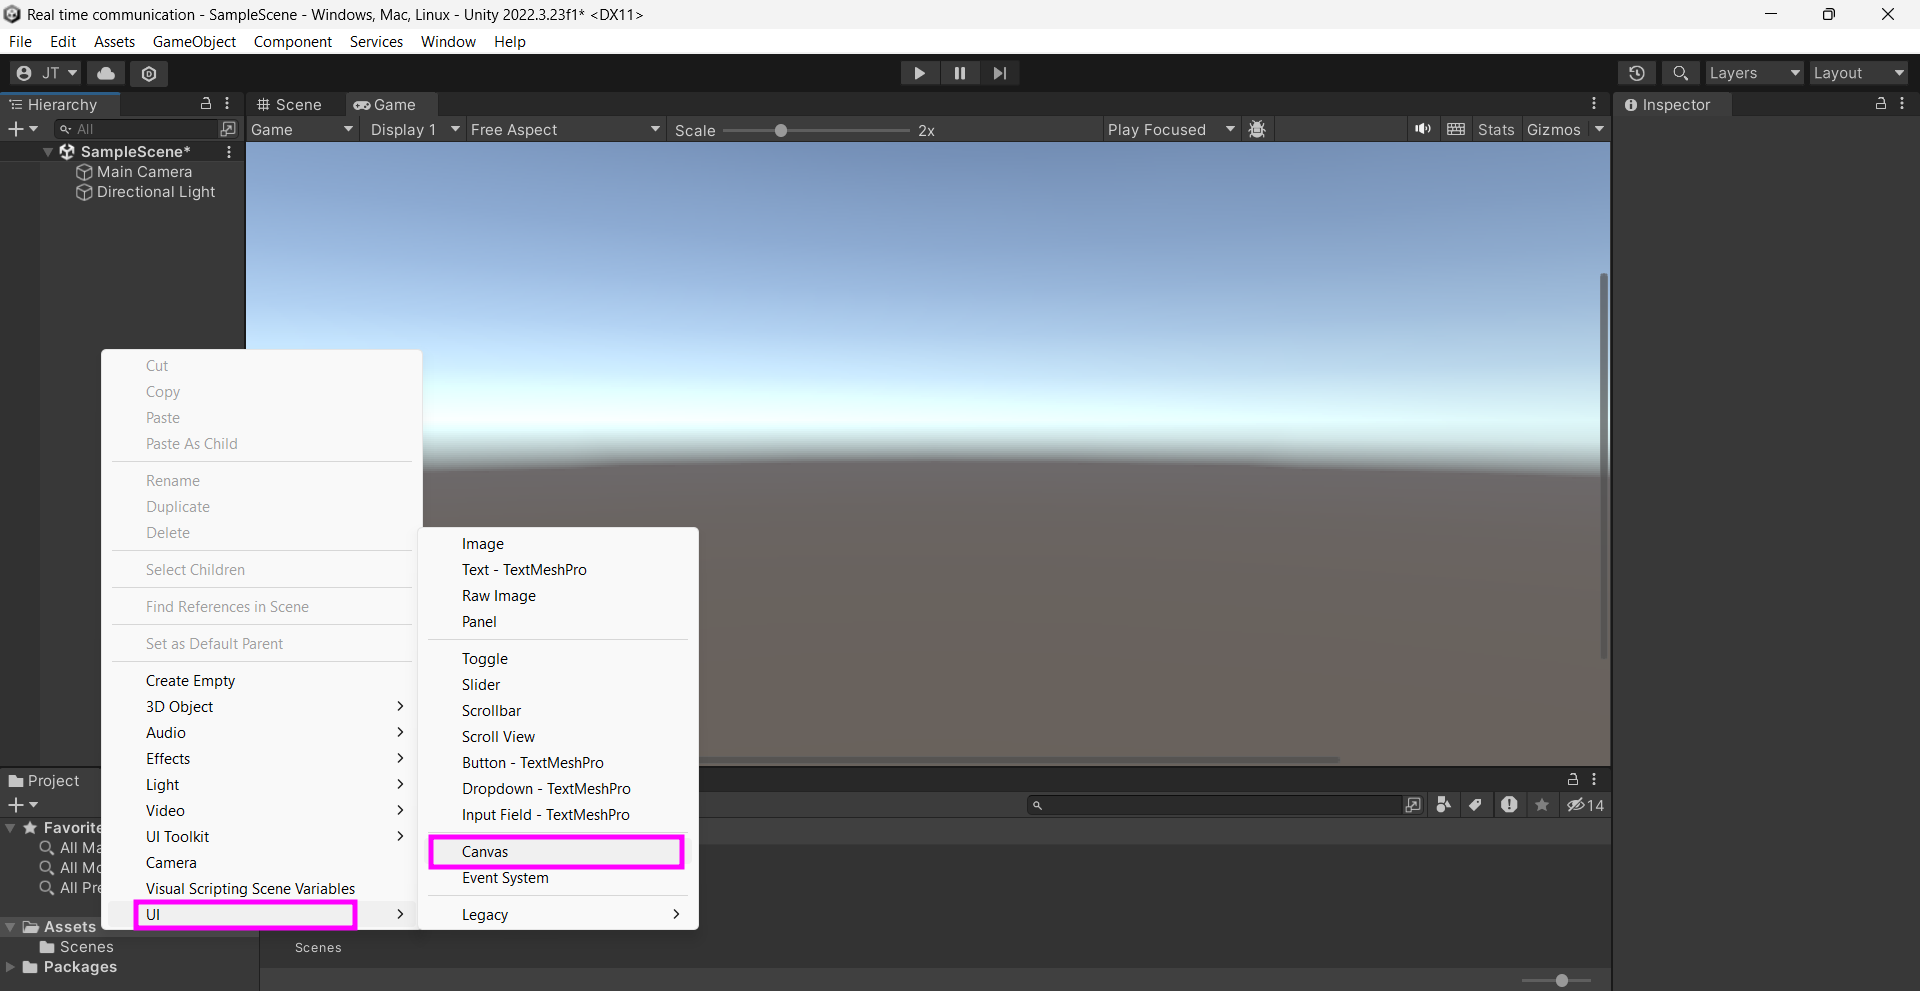 Real time communication - SampleScene - Windows, Mac, Linux - Unity 2022.3.23f1* <DX11>
File Edit Assets GameObject Component Services Window Help
JT Layers Layout
Hierarchy
All
SampleScene*
Main Camera
Directional Light
Scene Game
Game Display 1 Free Aspect Scale 2x Play Focused Stats Gizmos
Inspector
Cut
Copy
Paste
Paste As Child
Rename
Duplicate
Delete
Select Children
Find References in Scene
Set as Default Parent
Create Empty
3D Object
Audio
Effects
Light
Video
UI Toolkit
Camera
Visual Scripting Scene Variables
UI
Image
Text - TextMeshPro
Raw Image
Panel
Toggle
Slider
Scrollbar
Scroll View
Button - TextMeshPro
Dropdown - TextMeshPro
Input Field - TextMeshPro
Canvas
Event System
Legacy
Project
14
Favorite
All Ma
All Mo
All Pre
Assets
Scenes
Packages
Scenes